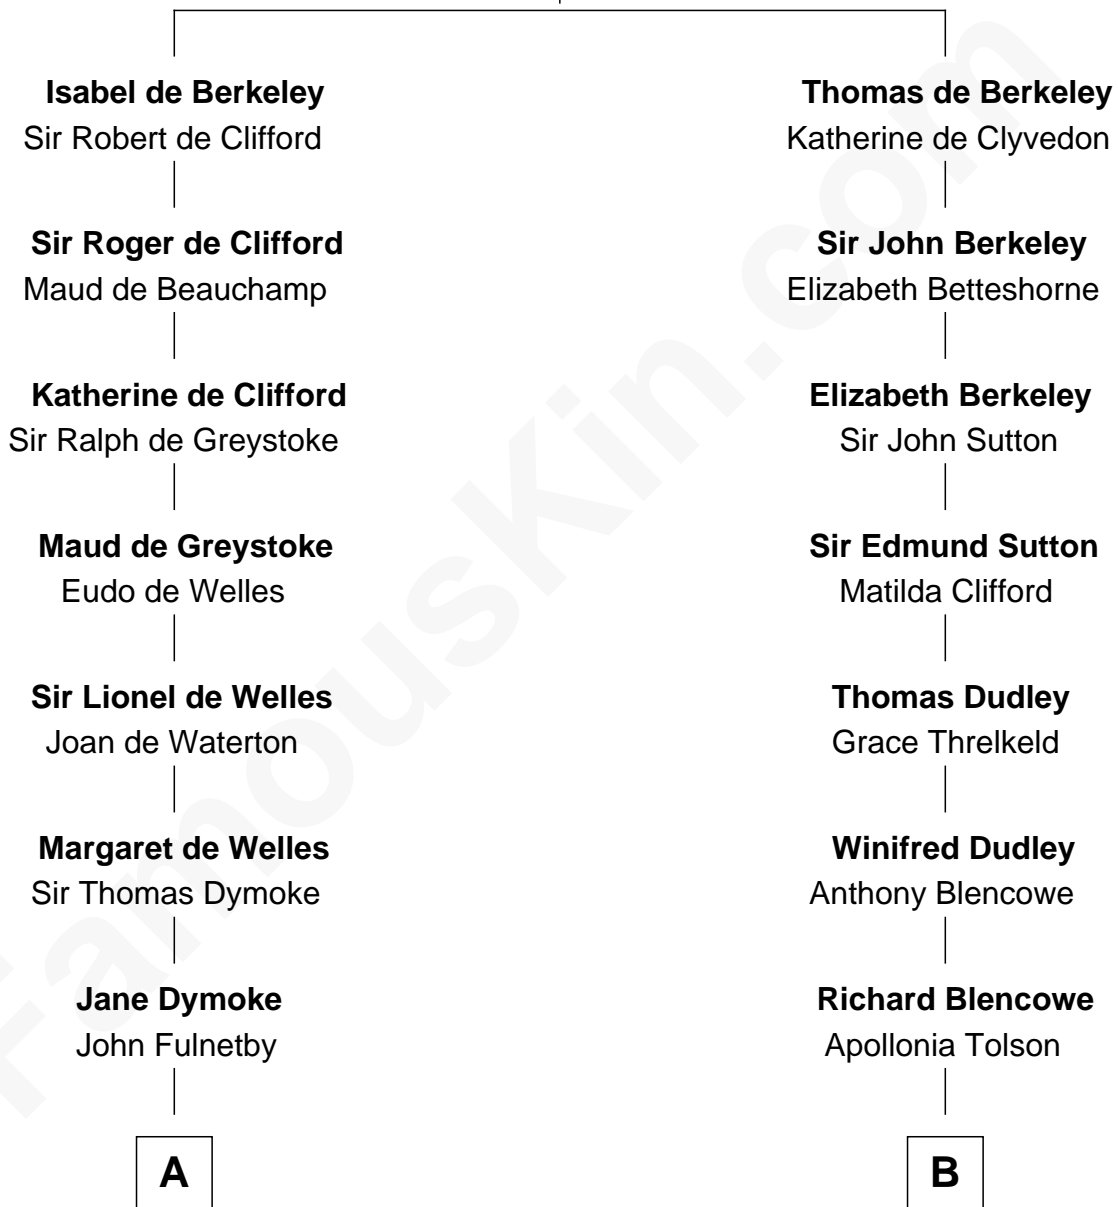 Isabel de Berkeley
Sir Robert de Clifford
Sir Roger de Clifford
Maud de Beauchamp
Katherine de Clifford
Sir Ralph de Greystoke
Maud de Greystoke
Eudo de Welles
Sir Lionel de Welles
Joan de Waterton
Margaret de Welles
Sir Thomas Dymoke
Jane Dymoke
John Fulnetby
A
Thomas de Berkeley
Katherine de Clyvedon
Sir John Berkeley
Elizabeth Betteshorne
Elizabeth Berkeley
Sir John Sutton
Sir Edmund Sutton
Matilda Clifford
Thomas Dudley
Grace Threlkeld
Winifred Dudley
Anthony Blencowe
Richard Blencowe
Apollonia Tolson
B
FamousKin.com